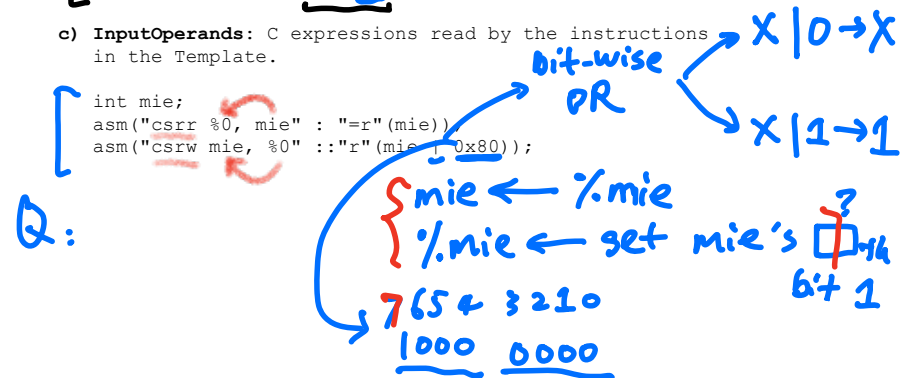 c) InputOperands: C expressions read by the instructions
in the Template.
int mie;
asm("csrr %0, mie" : "=r"(mie));
asm("csrw mie, %0" ::"r"(mie | 0x80));
bit-wise
OR
X | 0 → X
X | 1 → 1
Q:
mie ← %mie
%mie ← set mie's 7-th
?
bit 1
7 6 5 4 3 2 1 0
1000 0000